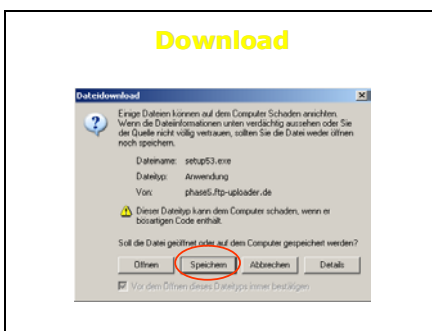 Download
Dateidownload
Einige Dateien können auf dem Computer Schaden anrichten.
Wenn die Dateiinformationen unten verdächtig aussehen oder Sie
der Quelle nicht völlig vertrauen, sollten Sie die Datei weder öffnen
noch speichern.
Dateiname: setup53.exe
Dateityp: Anwendung
Von: phase5.ftp-uploader.de
Dieser Dateityp kann dem Computer schaden, wenn er
bösartigen Code enthält.
Soll die Datei geöffnet oder auf dem Computer gespeichert werden?
Öffnen Speichern Abbrechen Details
Vor dem Öffnen dieses Dateityps immer bestätigen